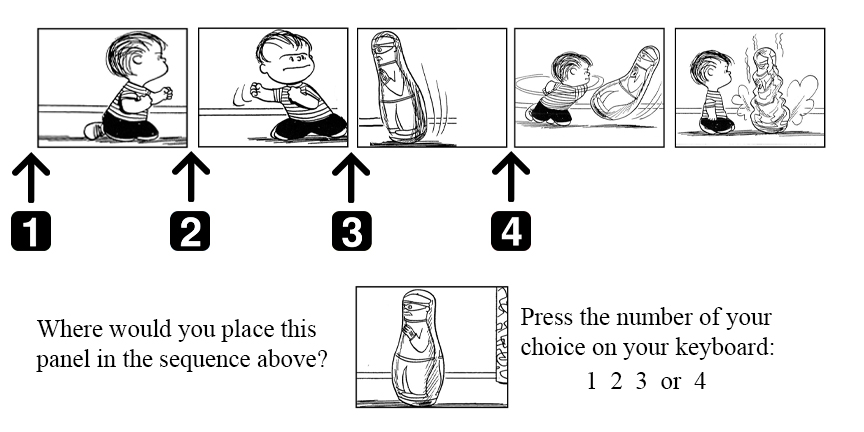 1 2 3 4
Where would you place this
panel in the sequence above?
Press the number of your
choice on your keyboard:
1 2 3 or 4